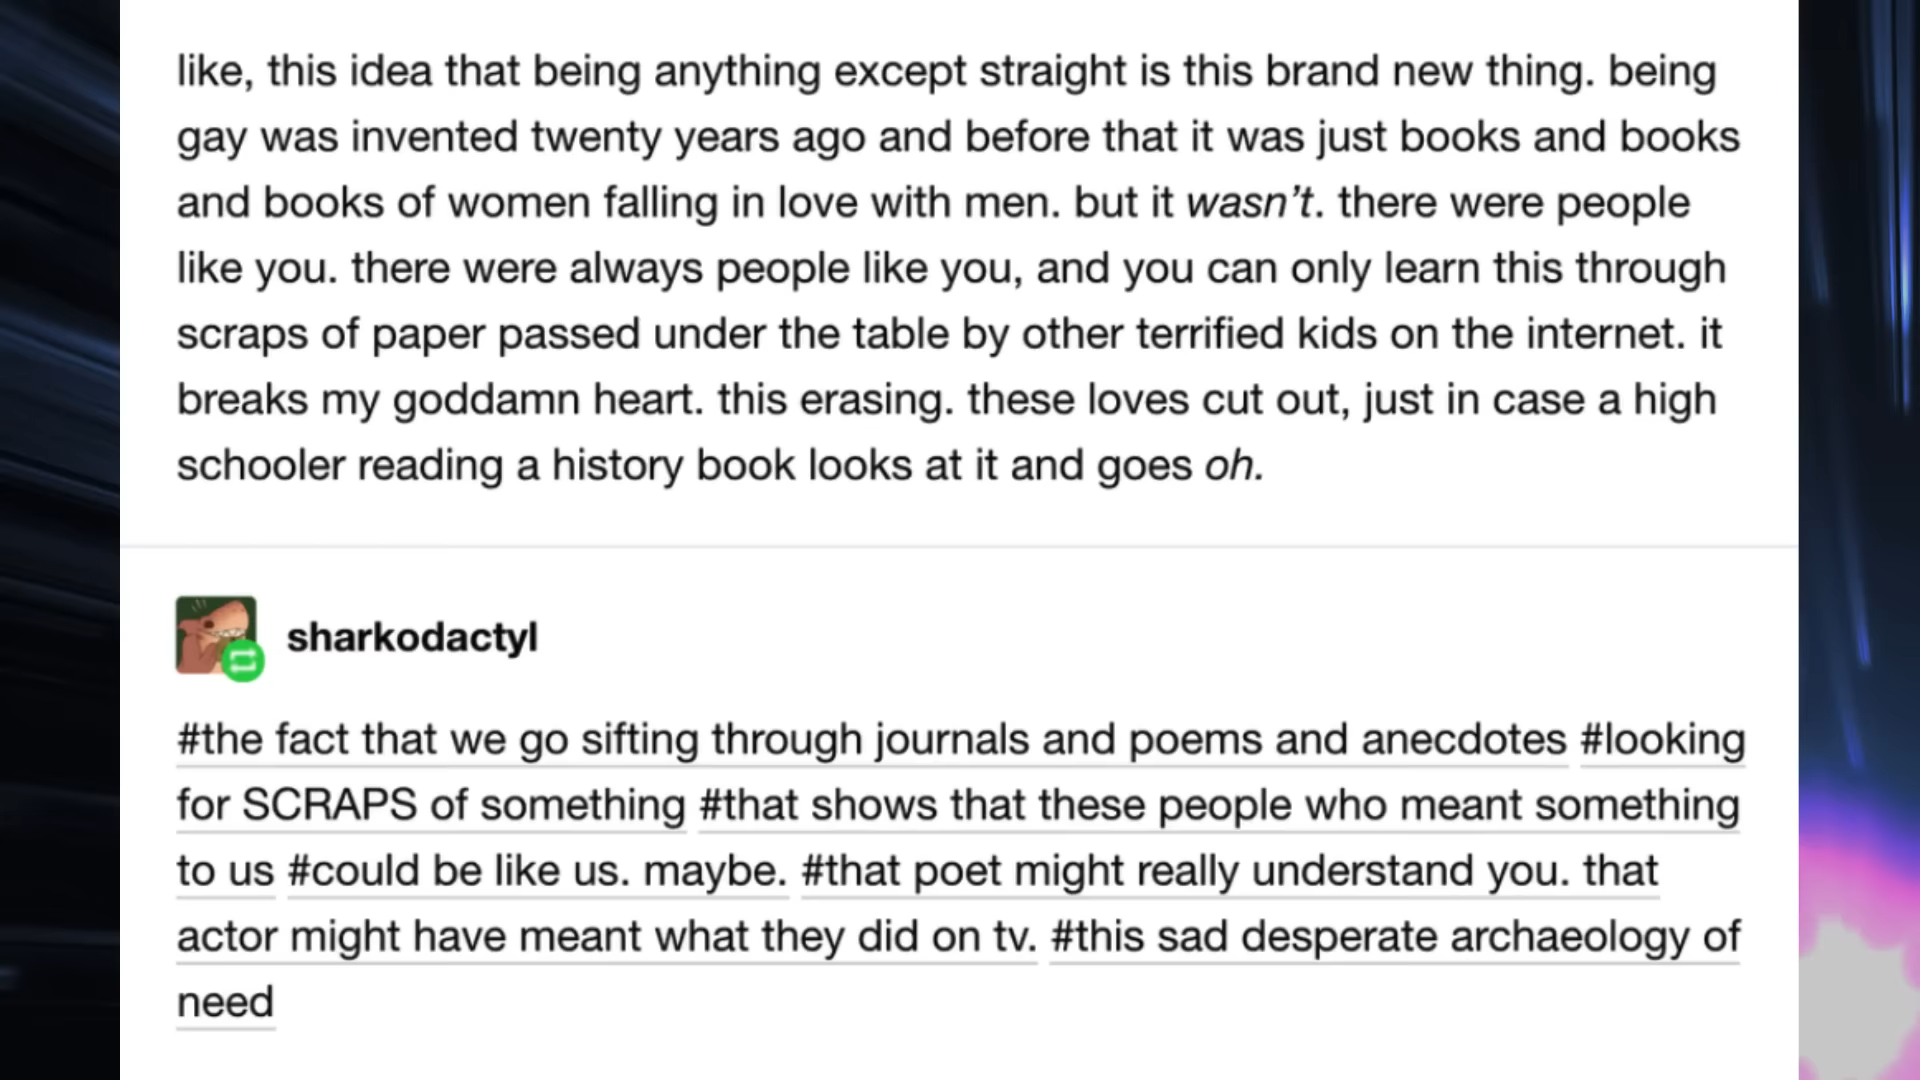 like, this idea that being anything except straight is this brand new thing. being
gay was invented twenty years ago and before that it was just books and books
and books of women falling in love with men. but it wasn’t. there were people
like you. there were always people like you, and you can only learn this through
scraps of paper passed under the table by other terrified kids on the internet. it
breaks my goddamn heart. this erasing. these loves cut out, just in case a high
schooler reading a history book looks at it and goes oh.
sharkodactyl
#the fact that we go sifting through journals and poems and anecdotes #looking
for SCRAPS of something #that shows that these people who meant something
to us #could be like us. maybe. #that poet might really understand you. that
actor might have meant what they did on tv. #this sad desperate archaeology of
need